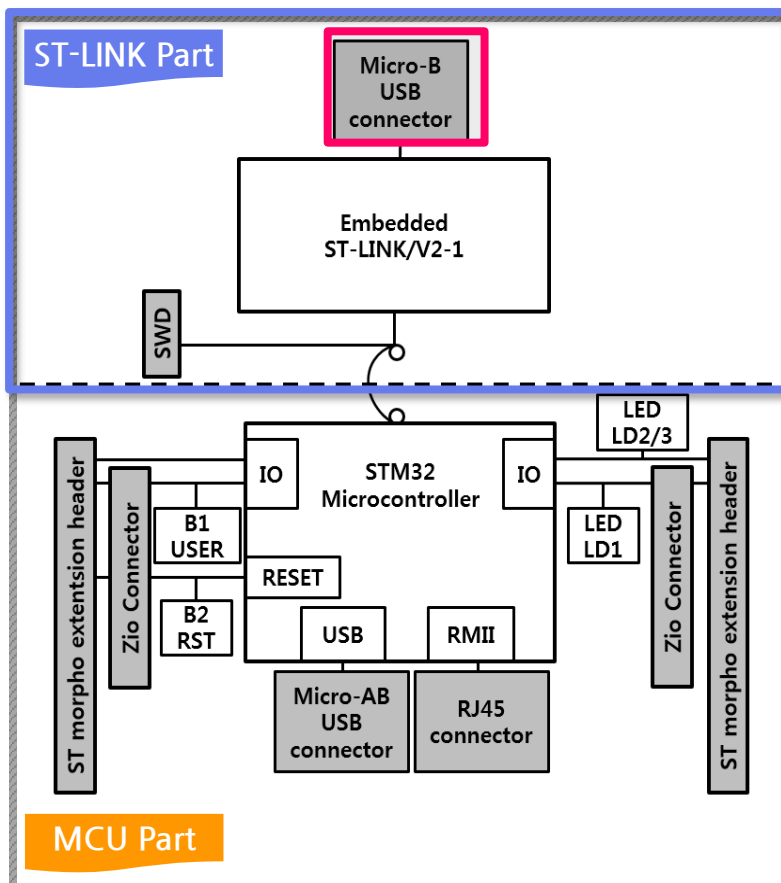 ST-LINK Part
Micro-B
USB
connector
Embedded
ST-LINK/V2-1
SWD
LED
LD2/3
IO
STM32
Microcontroller
IO
B1
USER
LED
LD1
RESET
B2
RST
USB
RMII
Micro-AB
USB
connector
RJ45
connector
ST morpho extentsion header
Zio Connector
Zio Connector
ST morpho extension header
MCU Part